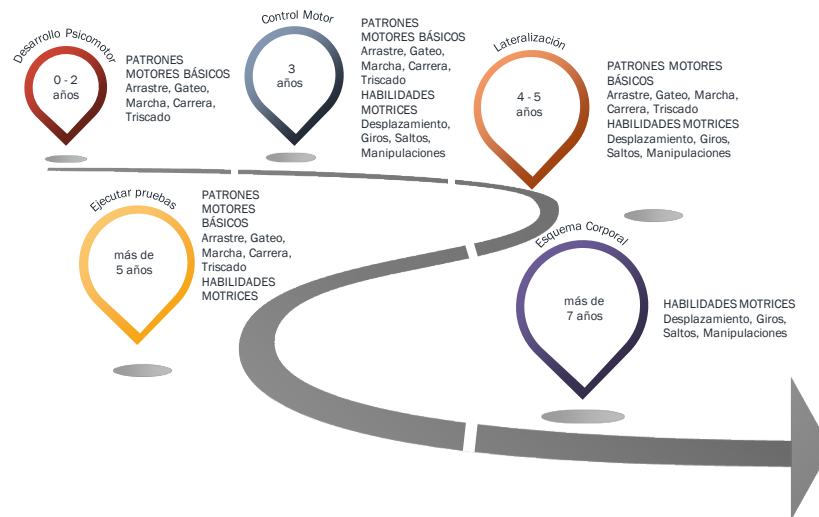 Desarrollo Psicomotor
0 - 2
años
PATRONES
MOTORES BÁSICOS
Arrastre, Gateo,
Marcha, Carrera,
Triscado
Control Motor
3
años
PATRONES
MOTORES BÁSICOS
Arrastre, Gateo,
Marcha, Carrera,
Triscado
HABILIDADES
MOTRICES
Desplazamiento,
Giros, Saltos,
Manipulaciones
Lateralización
4 - 5
años
PATRONES MOTORES
BÁSICOS
Arrastre, Gateo, Marcha,
Carrera, Triscado
HABILIDADES MOTRICES
Desplazamiento, Giros,
Saltos, Manipulaciones
Ejecutar pruebas
más de
5 años
PATRONES
MOTORES
BÁSICOS
Arrastre, Gateo,
Marcha, Carrera,
Triscado
HABILIDADES
MOTRICES
Esquema Corporal
más de
7 años
HABILIDADES MOTRICES
Desplazamiento, Giros,
Saltos, Manipulaciones